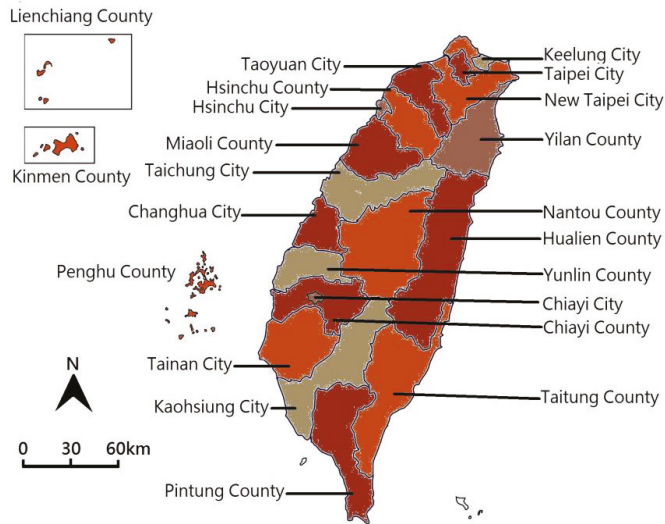 Lienchiang County
Kinmen County
Taoyuan City
Hsinchu County
Hsinchu City
Miaoli County
Taichung City
Changhua City
Penghu County
Tainan City
Kaohsiung City
Pintung County
Keelung City
Taipei City
New Taipei City
Yilan County
Nantou County
Hualien County
Yunlin County
Chiayi City
Chiayi County
Taitung County
N
0 30 60km